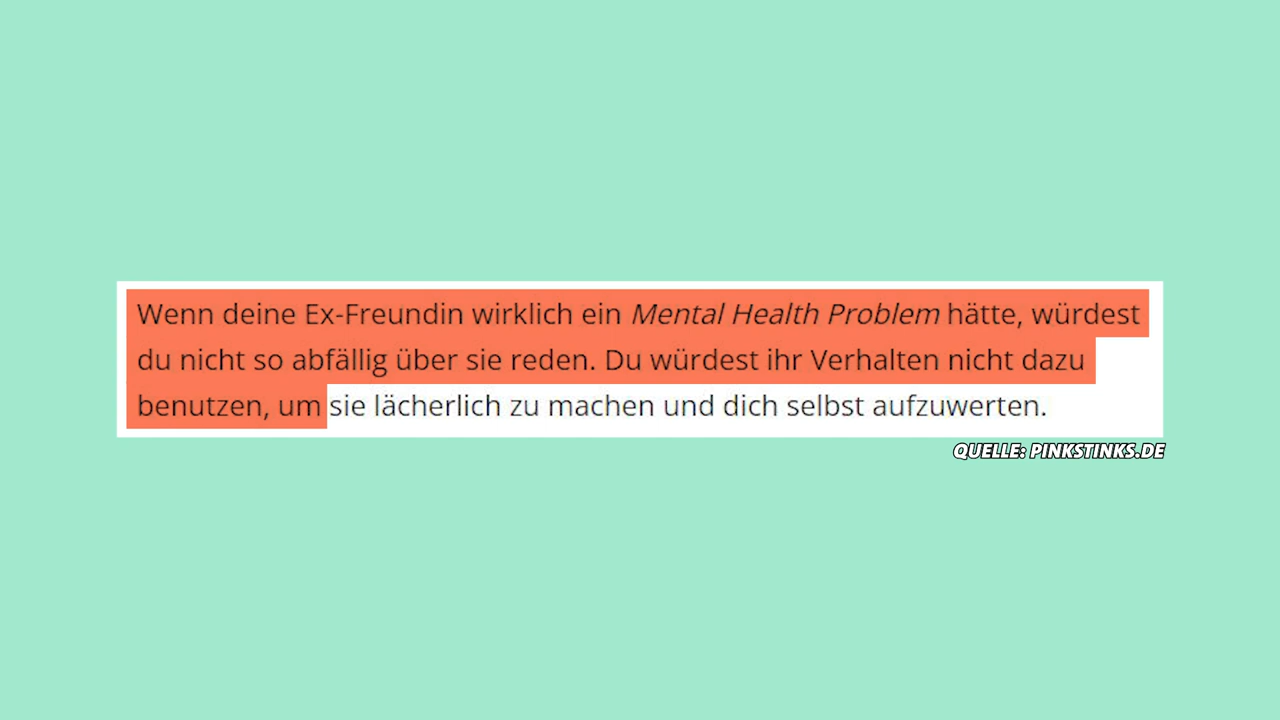 Wenn deine Ex-Freundin wirklich ein Mental Health Problem hätte, würdest
du nicht so abfällig über sie reden. Du würdest ihr Verhalten nicht dazu
benutzen, um sie lächerlich zu machen und dich selbst aufzuwerten.
QUELLE: PINKSTINKS.DE